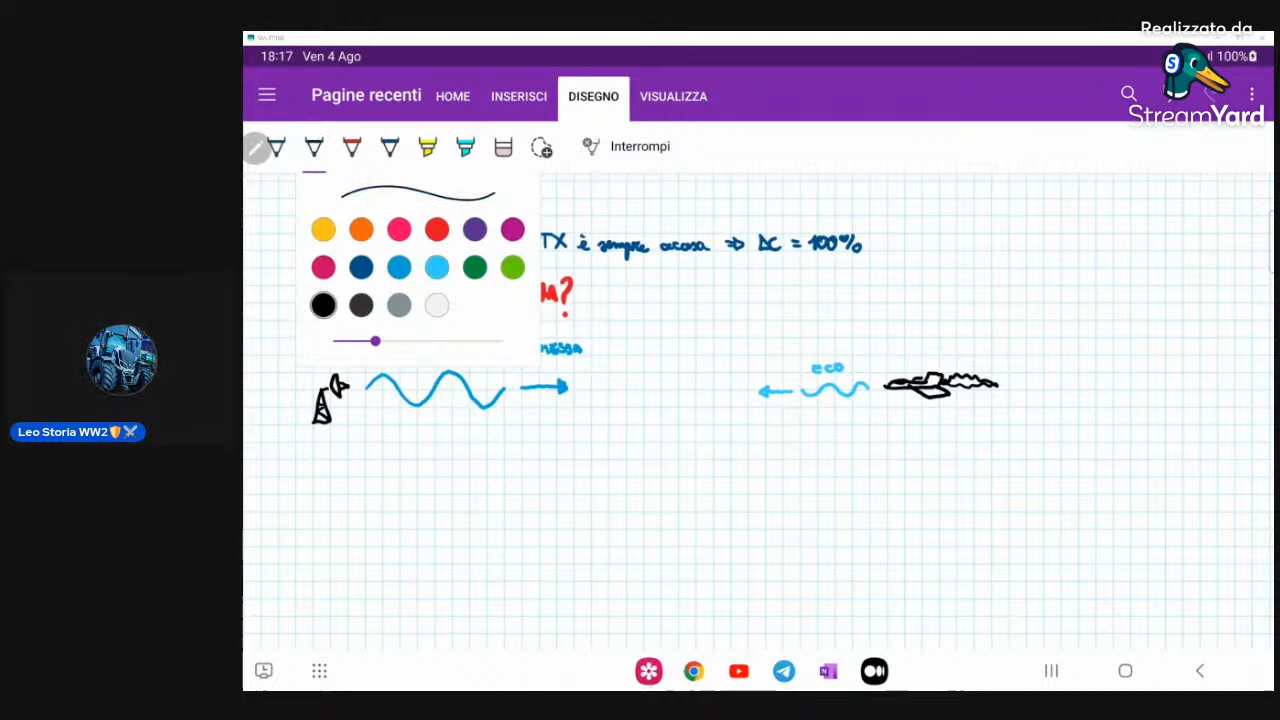 Realizzato da
StreamYard
18:17 Ven 4 Ago
100%
Pagine recenti HOME INSERISCI DISEGNO VISUALIZZA
Interrompi
TX è sempre accesa => DC = 100%
?
eco
Leo Storia WW2